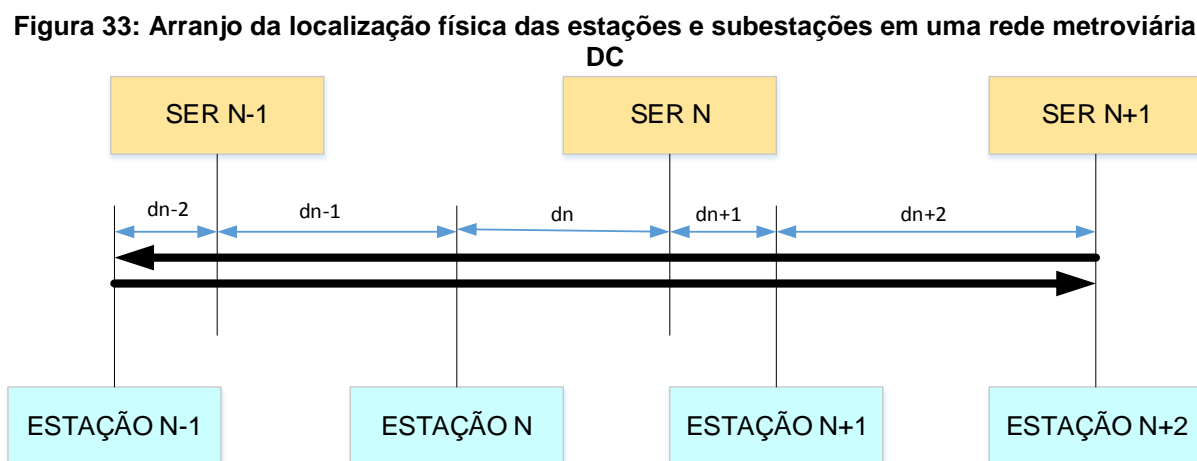 Figura 33: Arranjo da localização física das estações e subestações em uma rede metroviária
DC
SER N-1
SER N
SER N+1
dn-2
dn-1
dn
dn+1
dn+2
ESTAÇÃO N-1
ESTAÇÃO N
ESTAÇÃO N+1
ESTAÇÃO N+2